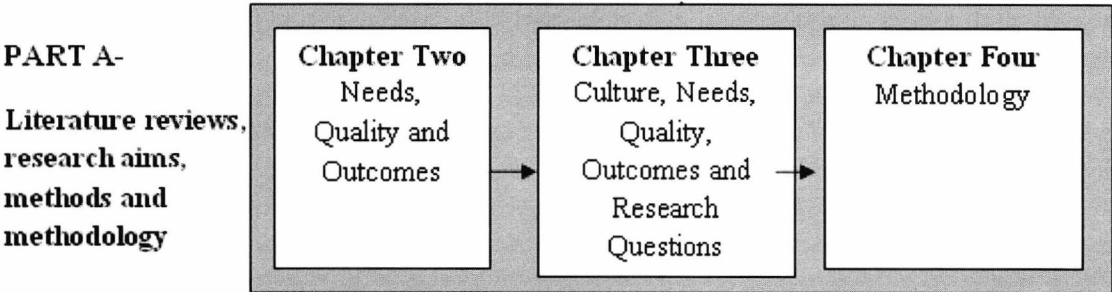 PART A-
Literature reviews,
research aims,
methods and
methodology
Chapter Two
Needs,
Quality and
Outcomes
Chapter Three
Culture, Needs,
Quality,
Outcomes and
Research
Questions
Chapter Four
Methodology